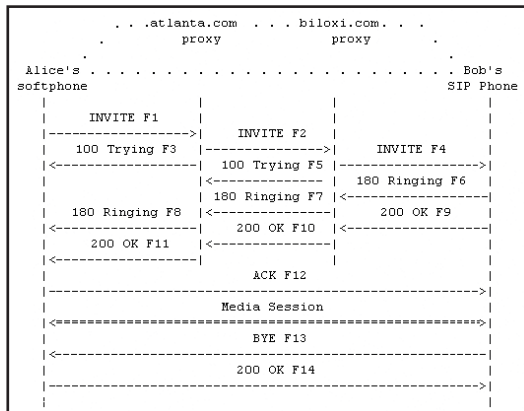 . . .atlanta.com . . . biloxi.com. . .
. proxy proxy .
. .
Alice's . . . . . . . . . . . . . . . . . . . . . . . . . . . . Bob's
softphone SIP Phone
| | | |
| INVITE F1 | | |
|--------------->| INVITE F2 | |
| 100 Trying F3 |--------------->| INVITE F4 |
|<---------------| 100 Trying F5 |--------------->|
| |<-------------- | 180 Ringing F6 |
| | 180 Ringing F7 |<---------------|
| 180 Ringing F8 |<---------------| 200 OK F9 |
|<---------------| 200 OK F10 |<---------------|
| 200 OK F11 |<---------------| |
|<---------------| | |
| ACK F12 |
|------------------------------------------------->|
| Media Session |
|<================================================>|
| BYE F13 |
|<-------------------------------------------------|
| 200 OK F14 |
|------------------------------------------------->|
| |